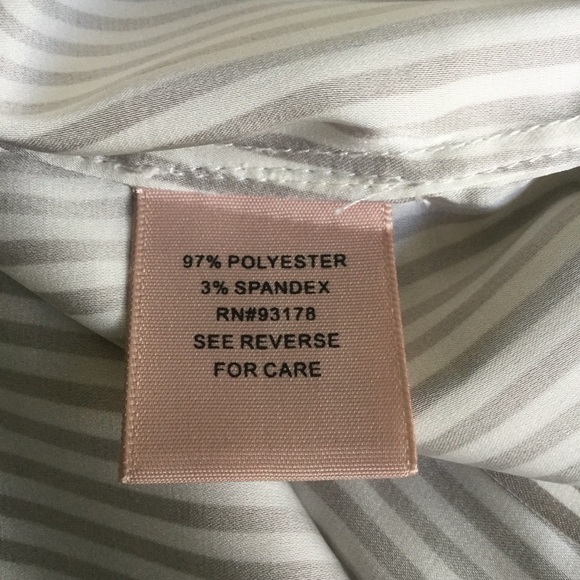 97% POLYESTER
3% SPANDEX
RN#93178
SEE REVERSE
FOR CARE